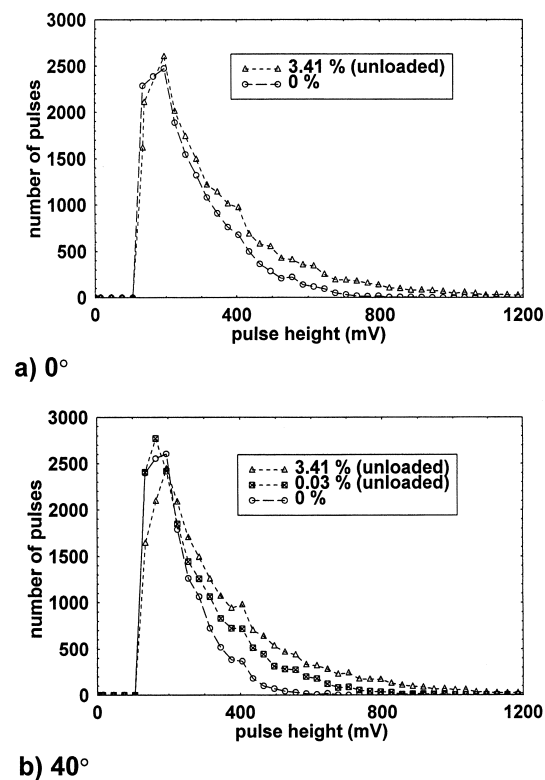 3000
2500
2000
1500
1000
500
0
number of pulses
3.41 % (unloaded)
0 %
0 400 800 1200
pulse height (mV)
a) 0°
3000
2500
2000
1500
1000
500
0
number of pulses
3.41 % (unloaded)
0.03 % (unloaded)
0 %
0 400 800 1200
pulse height (mV)
b) 40°